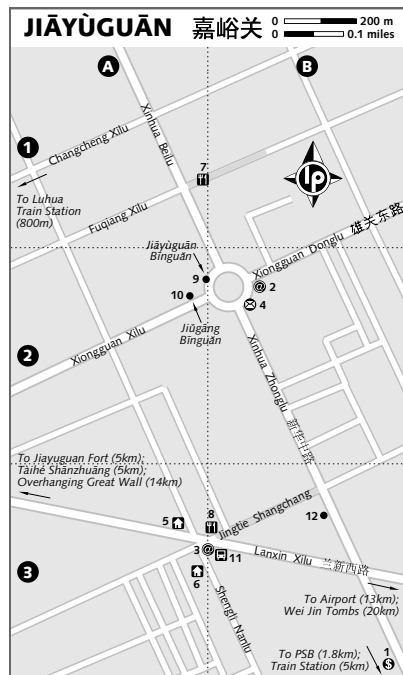 JIĀYÙGUĀN 嘉峪关
0 200 m
0 0.1 miles
A
B
1
Changcheng Xilu
Xinhua Beilu
7
To Luhua
Train Station
(800m)
Fuqiang Xilu
lp
Jiāyùguān
Bīnguǎn
Xiongguan Donglu 雄关东路
9
2
10
4
Jiǔgāng
Bīnguǎn
2
Xiongguan Xilu
Xinhua Zhonglu 新华中路
To Jiayuguan Fort (5km);
Tàihé Shānzhuāng (5km);
Overhanging Great Wall (14km)
Jingtie Shangchang
5
8
12
3
3
11
Lanxin Xilu 兰新西路
6
Shengli Nanlu
To Airport (13km);
Wei Jin Tombs (20km)
To PSB (1.8km);
Train Station (5km)
1
$